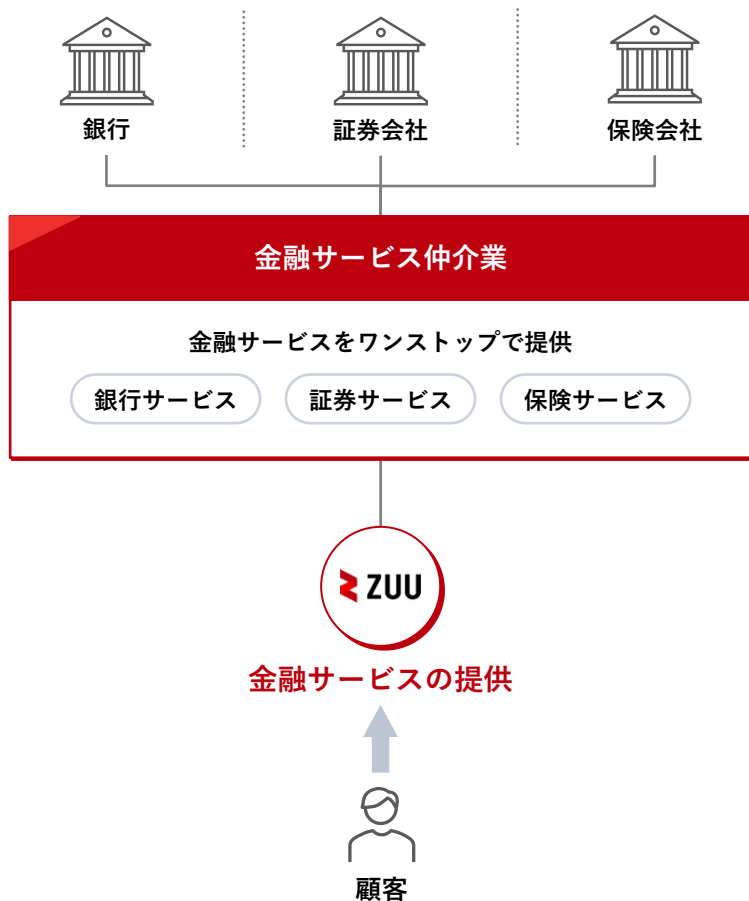 銀行
証券会社
保険会社
金融サービス仲介業
金融サービスをワンストップで提供
銀行サービス
証券サービス
保険サービス
ZUU
金融サービスの提供
顧客